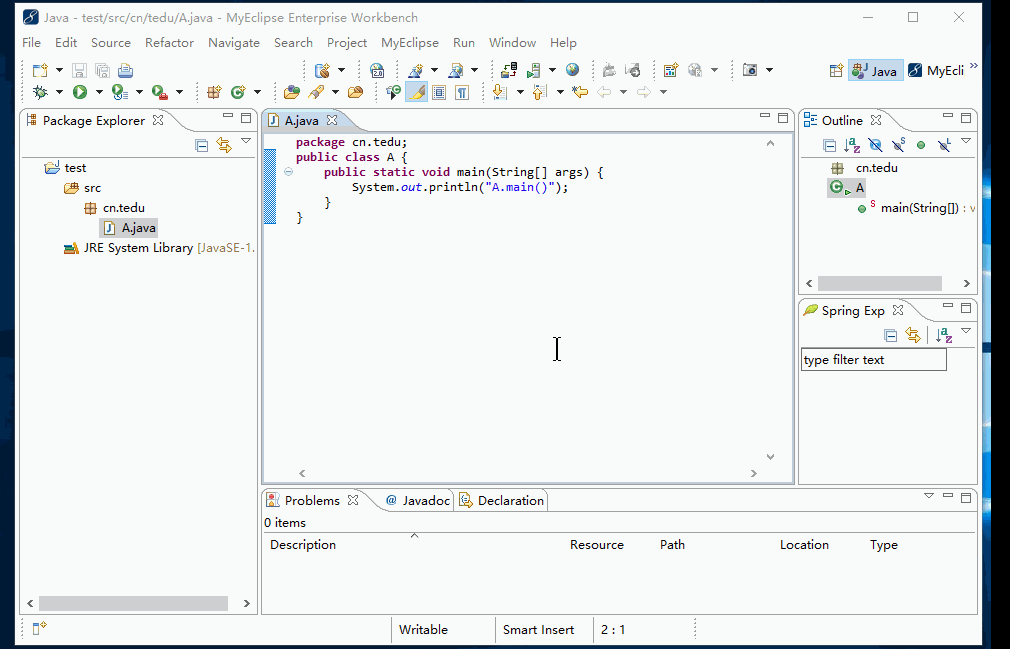 Java - test/src/cn/tedu/A.java - MyEclipse Enterprise Workbench
File Edit Source Refactor Navigate Search Project MyEclipse Run Window Help
Java MyEcli
Package Explorer
test
src
cn.tedu
A.java
JRE System Library [JavaSE-1.
A.java
package cn.tedu;
public class A {
public static void main(String[] args) {
System.out.println("A.main()");
}
}
Outline
cn.tedu
A
main(String[]) : v
Spring Exp
type filter text
Problems @ Javadoc Declaration
0 items
Description Resource Path Location Type
Writable Smart Insert 2 : 1